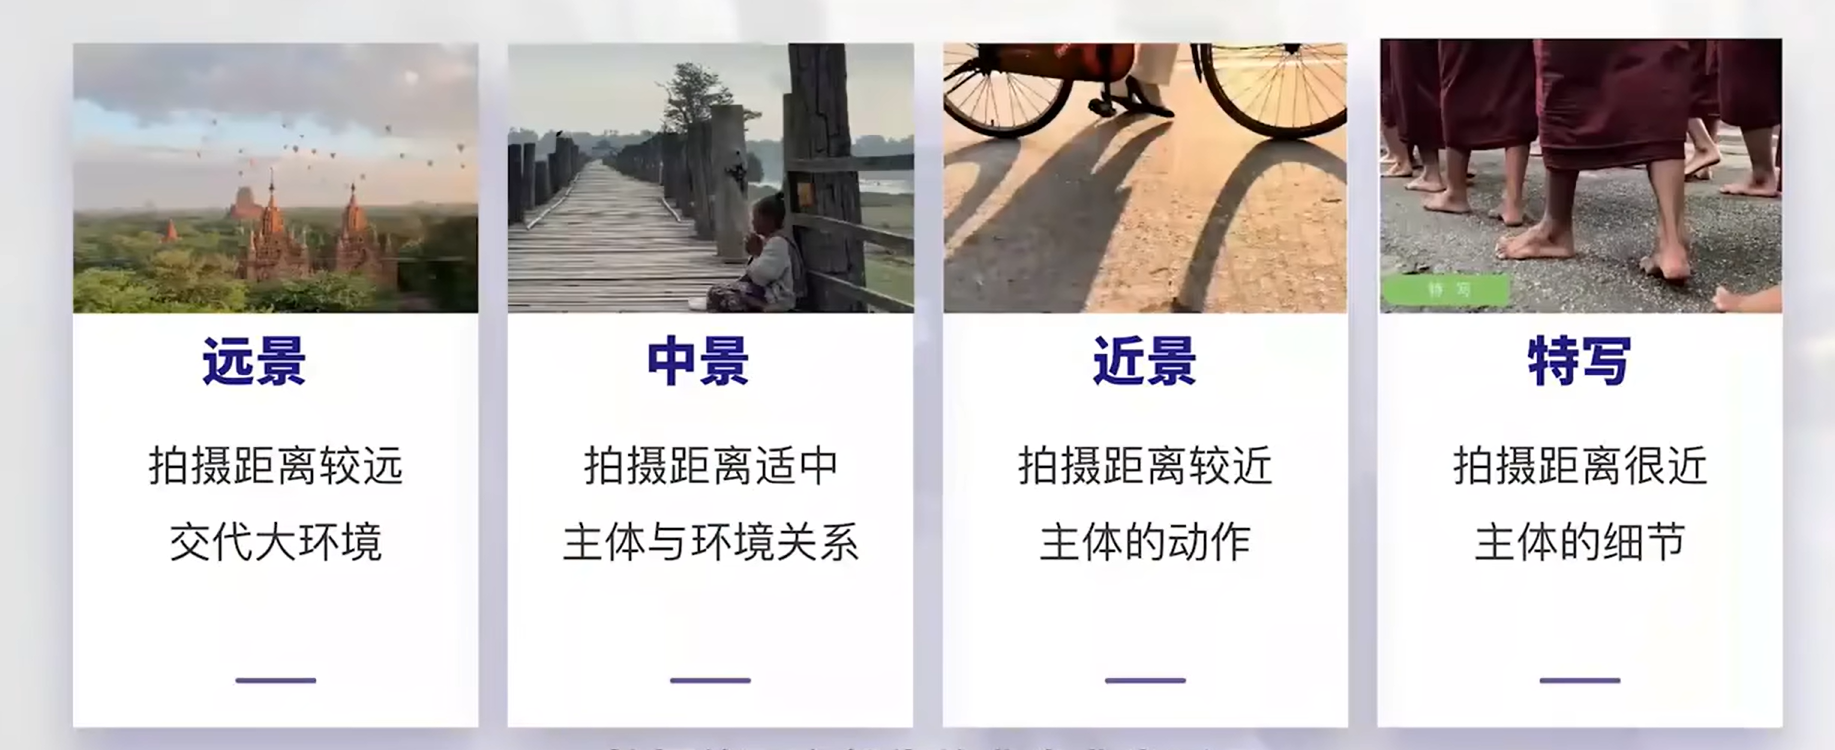 特写
远景
拍摄距离较远
交代大环境
中景
拍摄距离适中
主体与环境关系
近景
拍摄距离较近
主体的动作
特写
拍摄距离很近
主体的细节